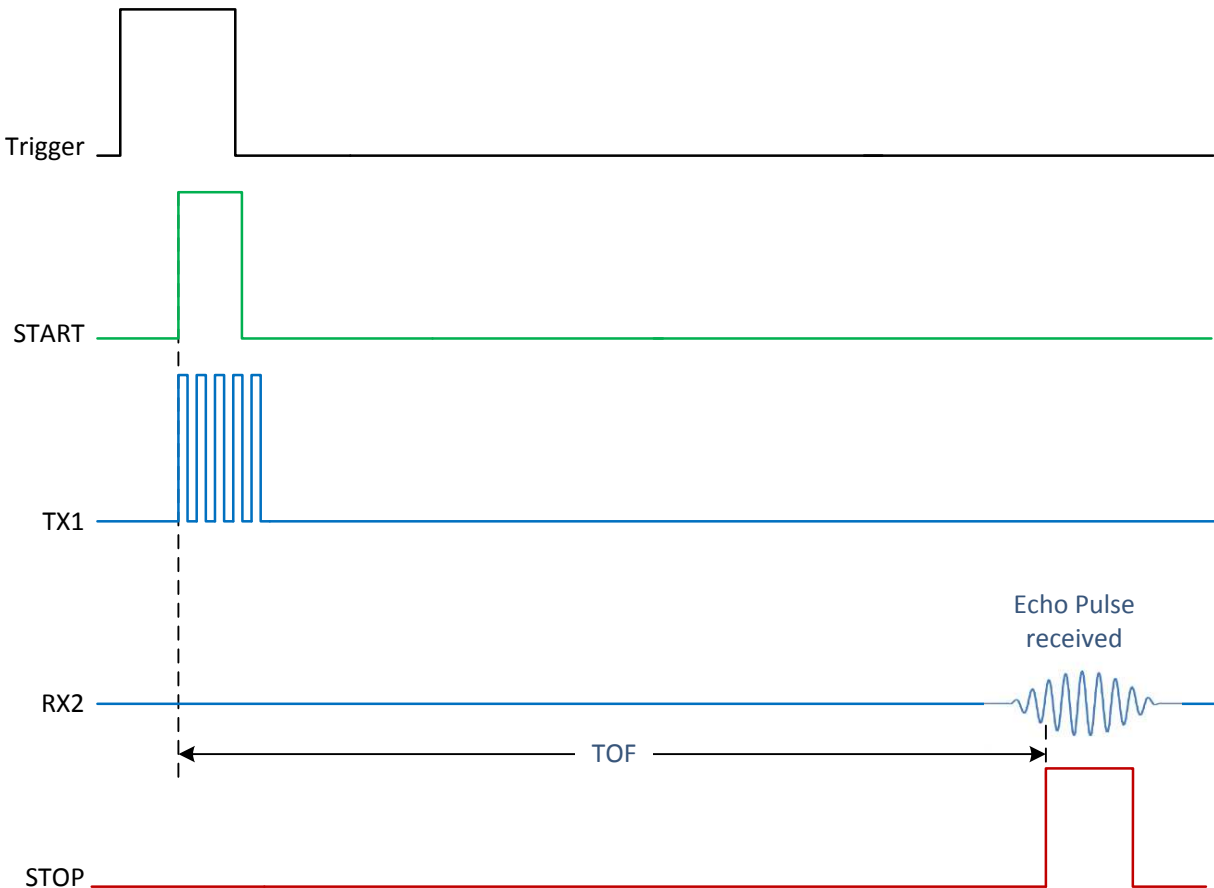 Trigger
START
TX1
Echo Pulse
received
RX2
TOF
STOP